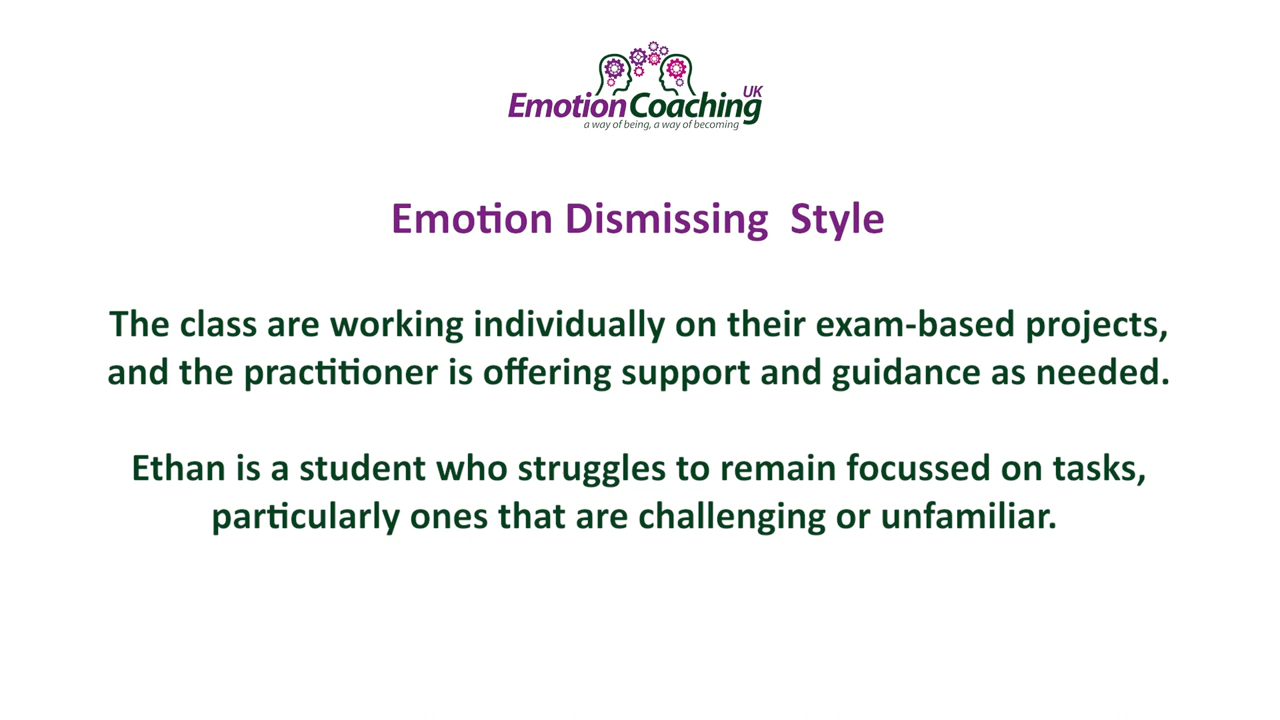 Emotion Coaching UK
a way of being, a way of becoming
Emotion Dismissing  Style
The class are working individually on their exam-based projects,
and the practitioner is offering support and guidance as needed.
Ethan is a student who struggles to remain focussed on tasks,
particularly ones that are challenging or unfamiliar.